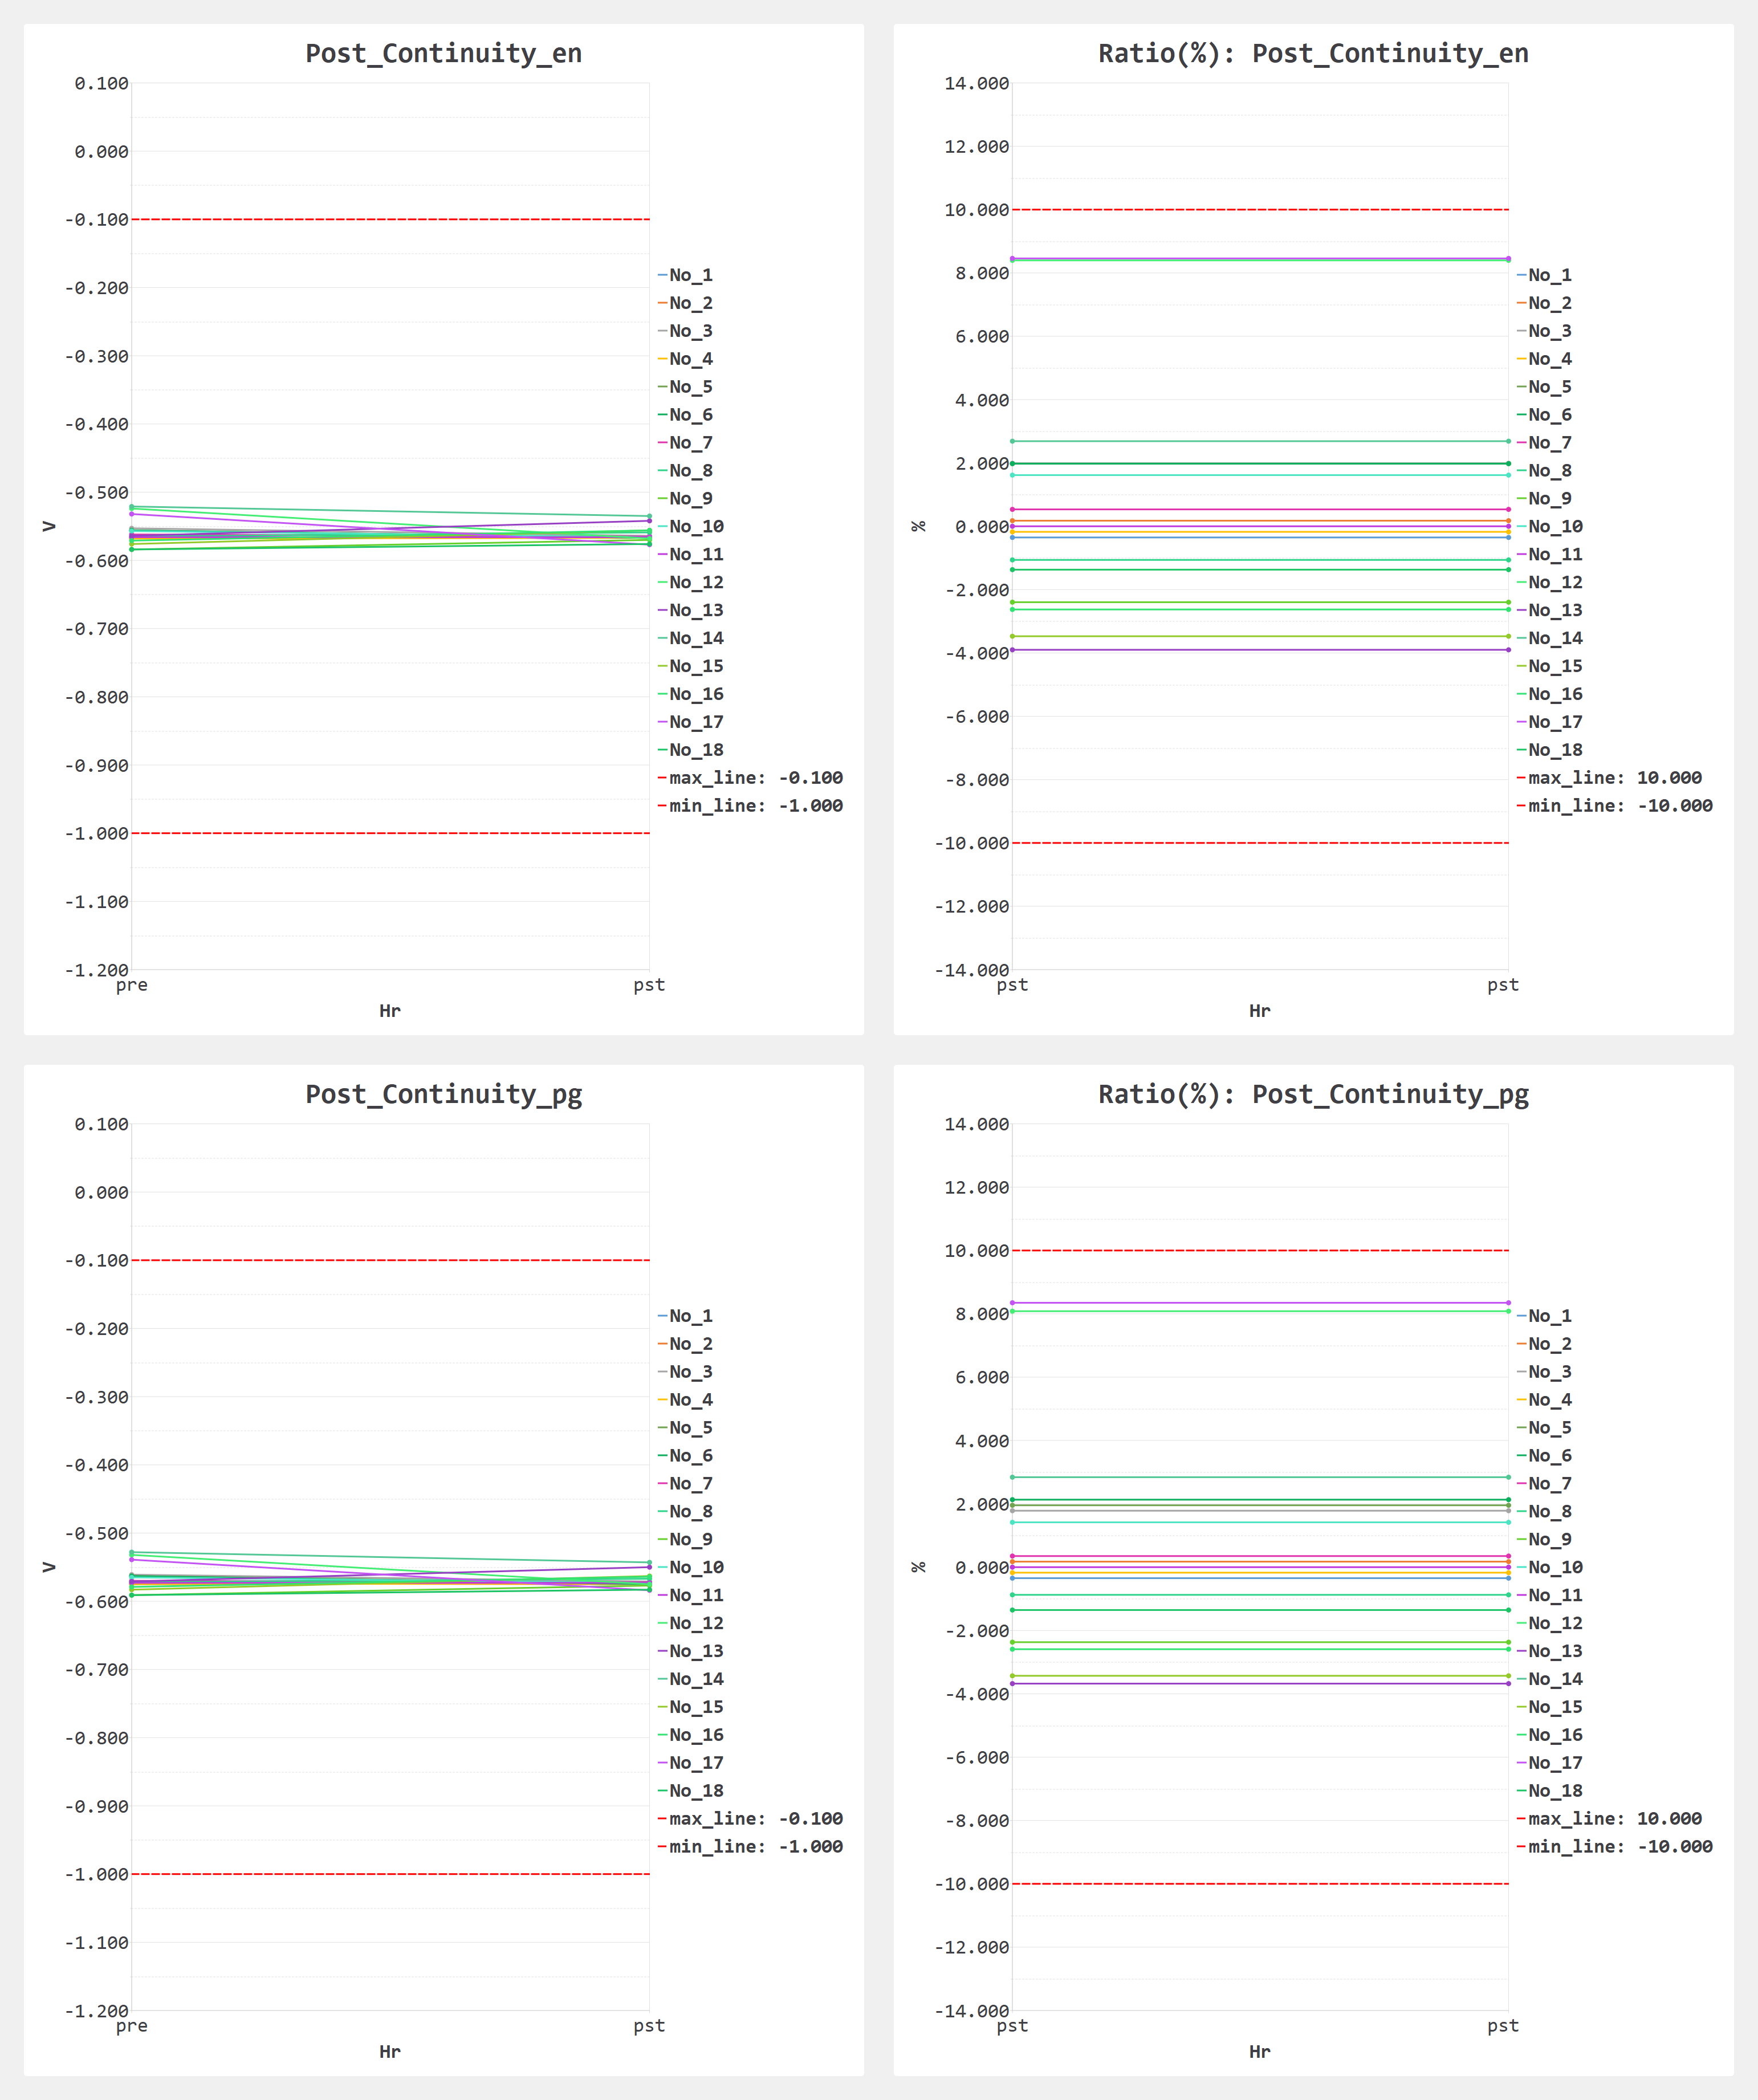 Post_Continuity_en
0.100
0.000
-0.100
-0.200
-0.300
-0.400
-0.500
-0.600
-0.700
-0.800
-0.900
-1.000
-1.100
-1.200
V
pre
pst
Hr
No_1
No_2
No_3
No_4
No_5
No_6
No_7
No_8
No_9
No_10
No_11
No_12
No_13
No_14
No_15
No_16
No_17
No_18
max_line: -0.100
min_line: -1.000
Ratio(%): Post_Continuity_en
14.000
12.000
10.000
8.000
6.000
4.000
2.000
0.000
-2.000
-4.000
-6.000
-8.000
-10.000
-12.000
-14.000
%
pst
pst
Hr
No_1
No_2
No_3
No_4
No_5
No_6
No_7
No_8
No_9
No_10
No_11
No_12
No_13
No_14
No_15
No_16
No_17
No_18
max_line: 10.000
min_line: -10.000
Post_Continuity_pg
0.100
0.000
-0.100
-0.200
-0.300
-0.400
-0.500
-0.600
-0.700
-0.800
-0.900
-1.000
-1.100
-1.200
V
pre
pst
Hr
No_1
No_2
No_3
No_4
No_5
No_6
No_7
No_8
No_9
No_10
No_11
No_12
No_13
No_14
No_15
No_16
No_17
No_18
max_line: -0.100
min_line: -1.000
Ratio(%): Post_Continuity_pg
14.000
12.000
10.000
8.000
6.000
4.000
2.000
0.000
-2.000
-4.000
-6.000
-8.000
-10.000
-12.000
-14.000
%
pst
pst
Hr
No_1
No_2
No_3
No_4
No_5
No_6
No_7
No_8
No_9
No_10
No_11
No_12
No_13
No_14
No_15
No_16
No_17
No_18
max_line: 10.000
min_line: -10.000